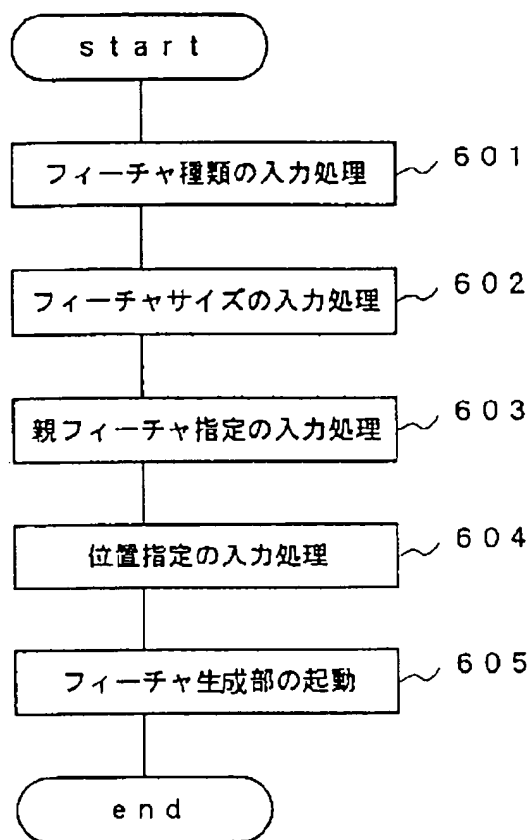 start
フィーチャ種類の入力処理 601
フィーチャサイズの入力処理 602
親フィーチャ指定の入力処理 603
位置指定の入力処理 604
フィーチャ生成部の起動 605
end